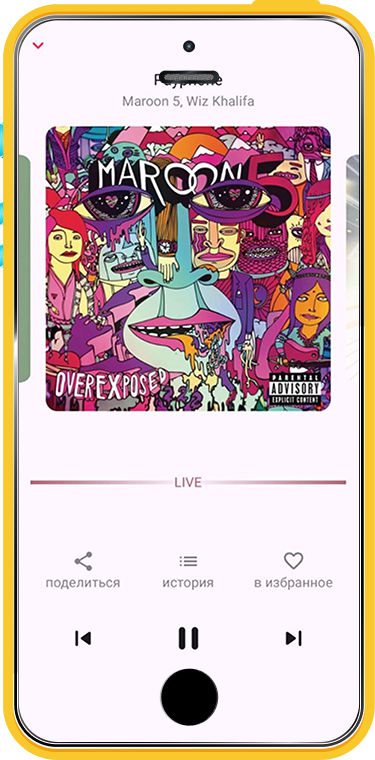 Payphone
Maroon 5, Wiz Khalifa
MAROON 5
OVEREXPOSED
PARENTAL
ADVISORY
EXPLICIT CONTENT
LIVE
поделиться
история
в избранное